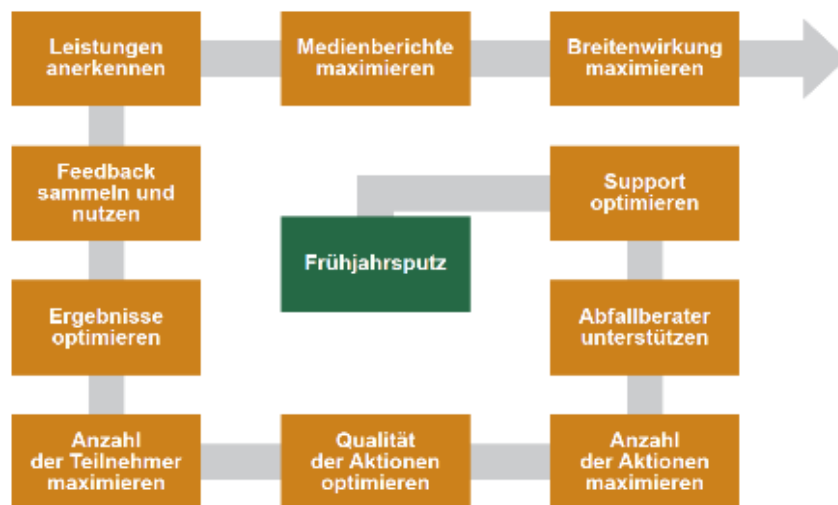 Leistungen
anerkennen
Medienberichte
maximieren
Breitenwirkung
maximieren
Feedback
sammeln und
nutzen
Support
optimieren
Frühjahrsputz
Ergebnisse
optimieren
Abfallberater
unterstützen
Anzahl
der Teilnehmer
maximieren
Qualität
der Aktionen
optimieren
Anzahl
der Aktionen
maximieren